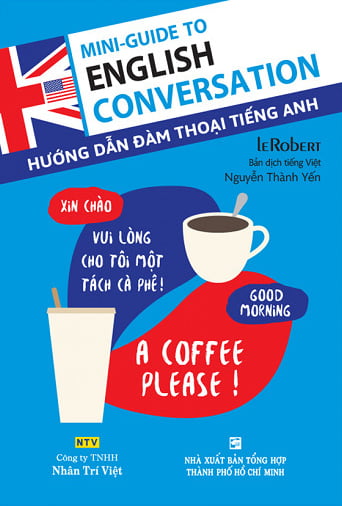 MINI-GUIDE TO
ENGLISH
CONVERSATION
HƯỚNG DẪN ĐÀM THOẠI TIẾNG ANH
LEROBERT
Bản dịch tiếng Việt
Nguyễn Thành Yến
XIN CHÀO
VUI LÒNG
CHO TÔI MỘT
TÁCH CÀ PHÊ!
GOOD
MORNING
A COFFEE
PLEASE!
NTV
Công ty TNHH
Nhân Trí Việt
NHÀ XUẤT BẢN TỔNG HỢP
THÀNH PHỐ HỒ CHÍ MINH